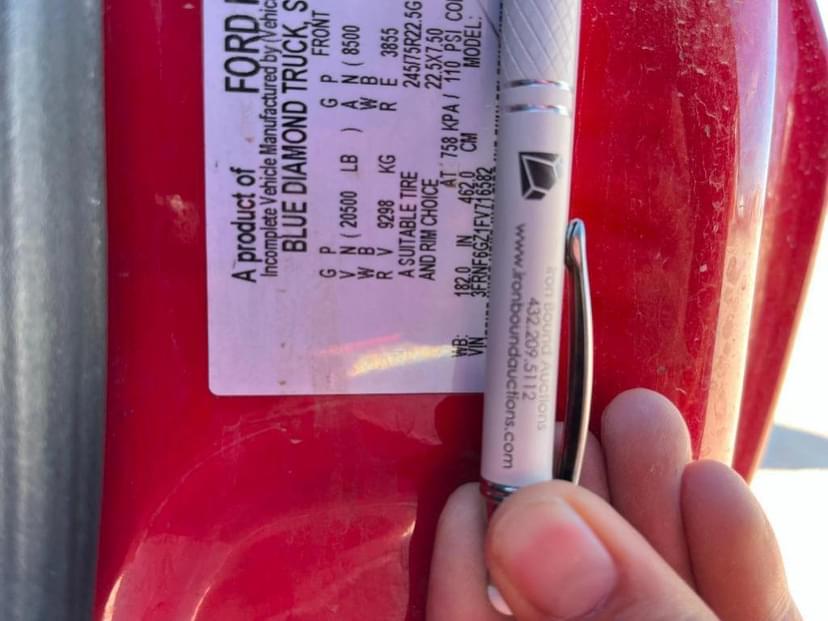 A product of FORD
Incomplete Vehicle Manufactured by
BLUE DIAMOND TRUCK, S
FRONT
G P G P
V N ( 20500 LB ) A N ( 8500
W B W B
R V 9298 KG R E 3855
A SUITABLE TIRE 245/75R22.5G
AND RIM CHOICE 22.5X7.50
AT 758 KPA / 110 PSI
WB: 182.0 IN 462.0 CM MODEL:
VIN 3FRNF6GZ1FV716582
Iron Bound Auctions
432.209.5112
www.ironboundauctions.com